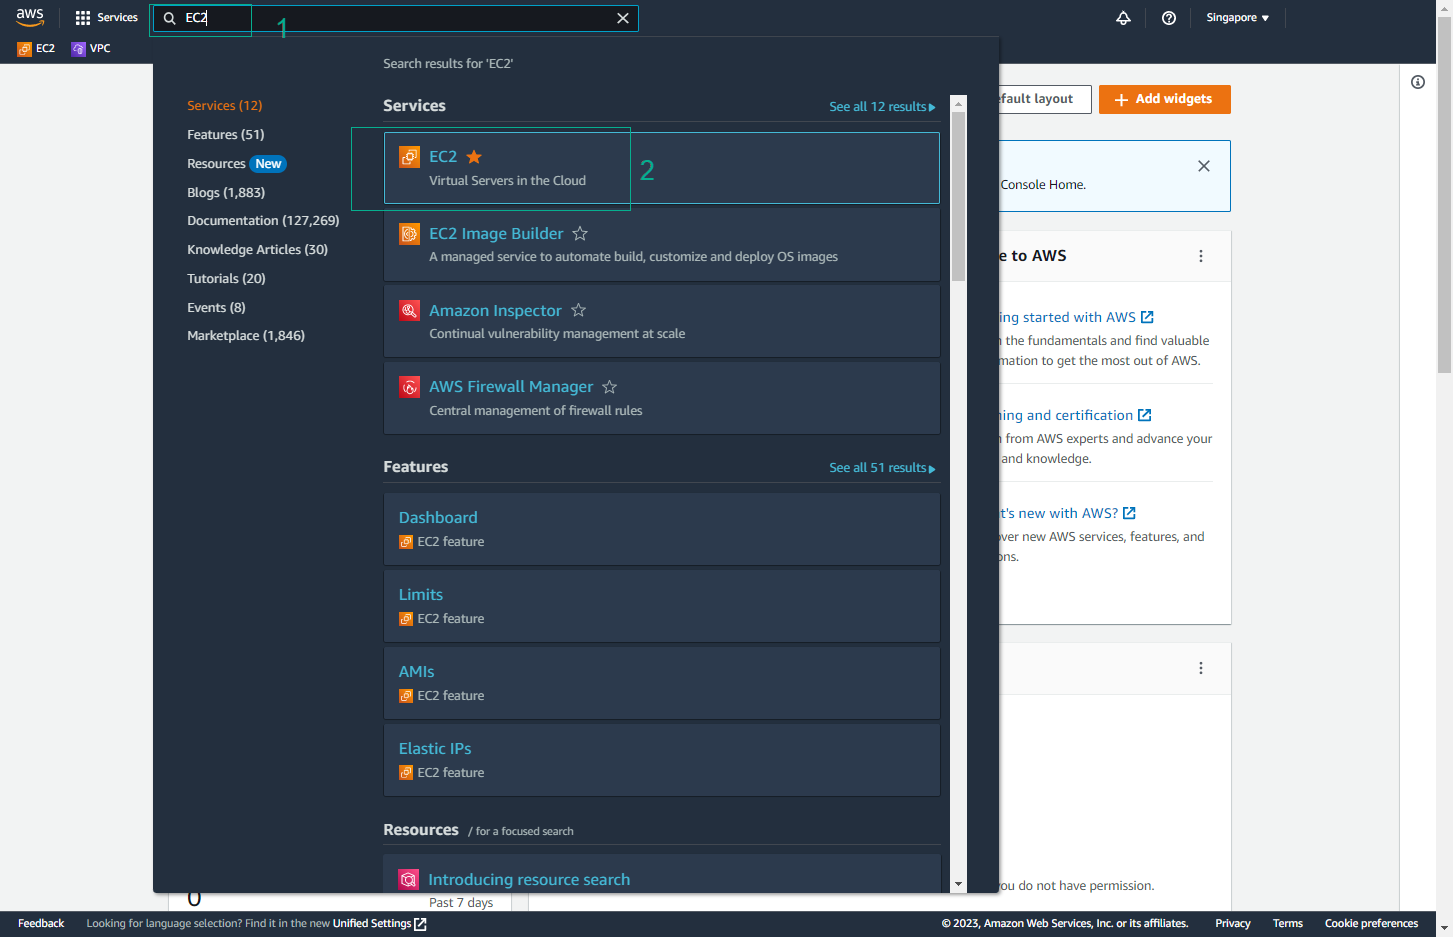 aws
Services
EC2
1
Singapore
EC2
VPC
Search results for 'EC2'
Services (12)
Features (51)
Resources New
Blogs (1,883)
Documentation (127,269)
Knowledge Articles (30)
Tutorials (20)
Events (8)
Marketplace (1,846)
Services
See all 12 results
EC2
Virtual Servers in the Cloud
2
EC2 Image Builder
A managed service to automate build, customize and deploy OS images
Amazon Inspector
Continual vulnerability management at scale
AWS Firewall Manager
Central management of firewall rules
Features
See all 51 results
Dashboard
EC2 feature
Limits
EC2 feature
AMIs
EC2 feature
Elastic IPs
EC2 feature
Resources / for a focused search
Introducing resource search
efault layout
Add widgets
Console Home.
e to AWS
ing started with AWS
n the fundamentals and find valuable
mation to get the most out of AWS.
ning and certification
n from AWS experts and advance your
and knowledge.
t's new with AWS?
over new AWS services, features, and
ons.
you do not have permission.
0
Past 7 days
Feedback
Looking for language selection? Find it in the new Unified Settings
© 2023, Amazon Web Services, Inc. or its affiliates.
Privacy
Terms
Cookie preferences